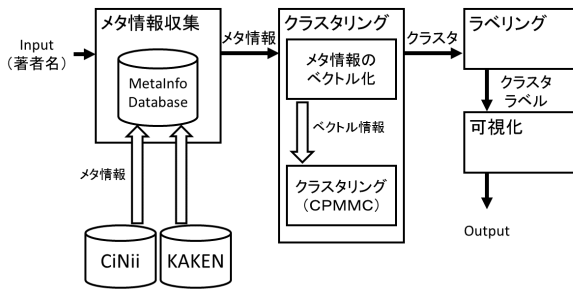 Input
(著者名)
メタ情報収集
MetaInfo
Database
メタ情報
CiNii
KAKEN
メタ情報
クラスタリング
メタ情報の
ベクトル化
ベクトル情報
クラスタリング
(CPMMC)
クラスタ
ラベリング
クラスタ
ラベル
可視化
Output